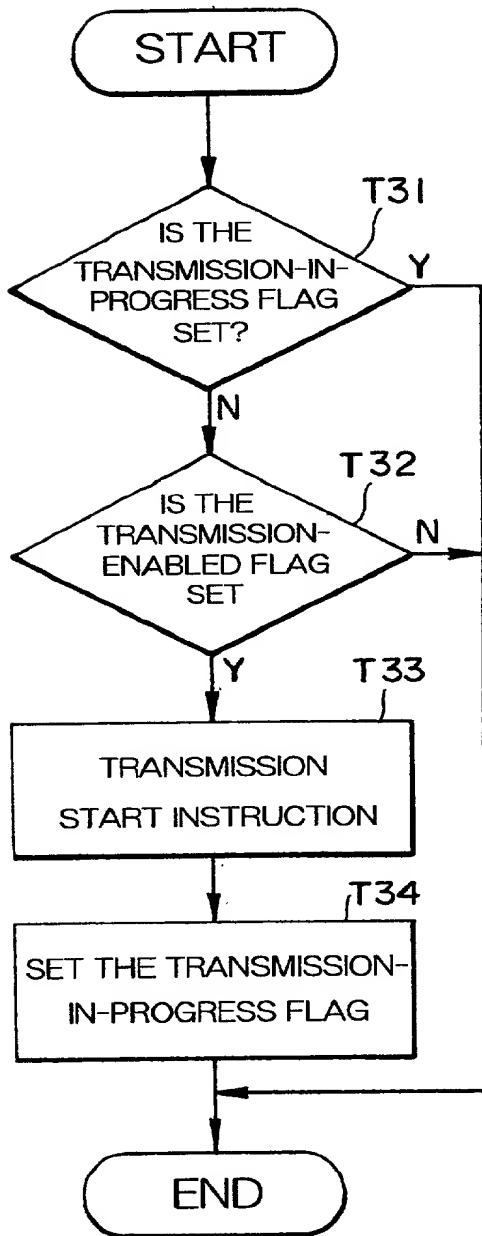 START
T31
IS THE
TRANSMISSION-IN-
PROGRESS FLAG
SET?
Y
N
T32
IS THE
TRANSMISSION-
ENABLED FLAG
SET
N
Y
T33
TRANSMISSION
START INSTRUCTION
T34
SET THE TRANSMISSION-
IN-PROGRESS FLAG
END